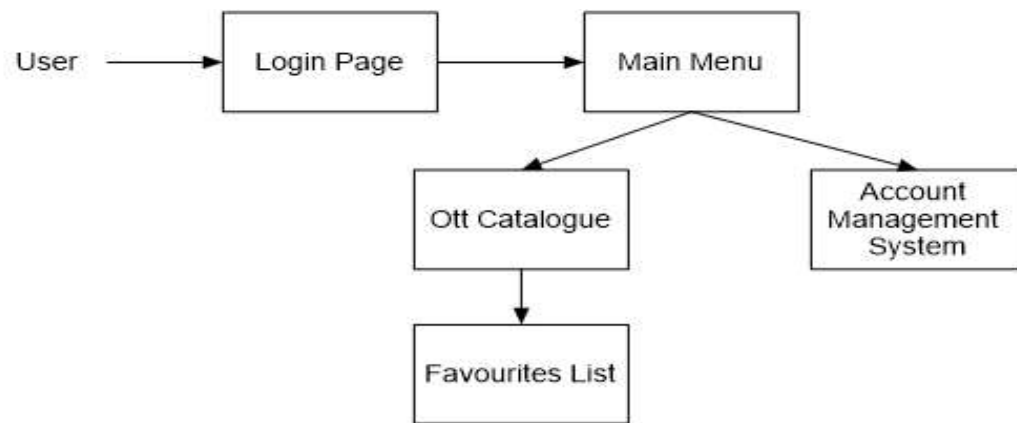 User
Login Page
Main Menu
Ott Catalogue
Account
Management
System
Favourites List